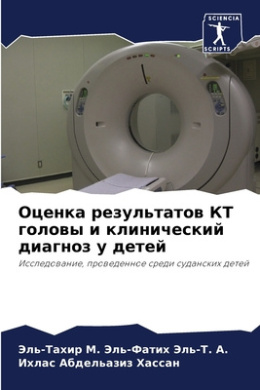 SCIENCIA
SCRIPTS
Оценка результатов КТ
головы и клинический
диагноз у детей
Исследование, проведенное среди суданских детей
Эль-Тахир М. Эль-Фатих Эль-Т. А.
Ихлас Абдельазиз Хассан